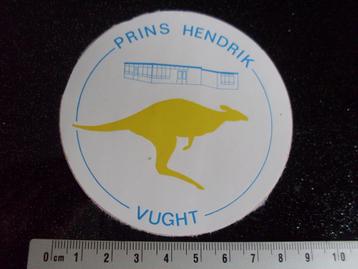 PRINS HENDRIK
VUGHT
0 cm 1 2 3 4 5 6 7 8 9 10